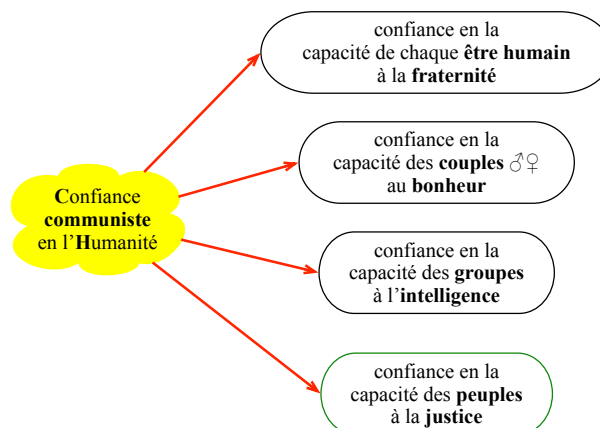 confiance en la
capacité de chaque être humain
à la fraternité
confiance en la
capacité des couples ♂♀
au bonheur
Confiance
communiste
en l’Humanité
confiance en la
capacité des groupes
à l’intelligence
confiance en la
capacité des peuples
à la justice